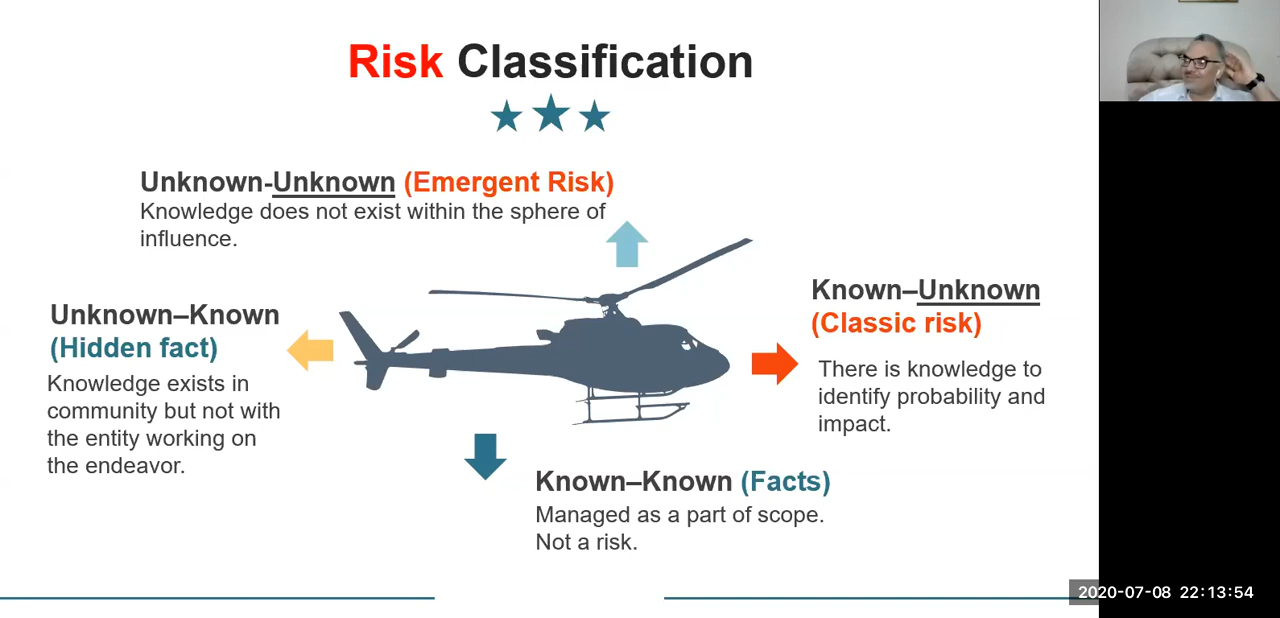 Risk Classification
Unknown-Unknown (Emergent Risk)
Knowledge does not exist within the sphere of
influence.
Unknown–Known
(Hidden fact)
Knowledge exists in
community but not with
the entity working on
the endeavor.
Known–Unknown
(Classic risk)
There is knowledge to
identify probability and
impact.
Known–Known (Facts)
Managed as a part of scope.
Not a risk.
2020-07-08 22:13:54